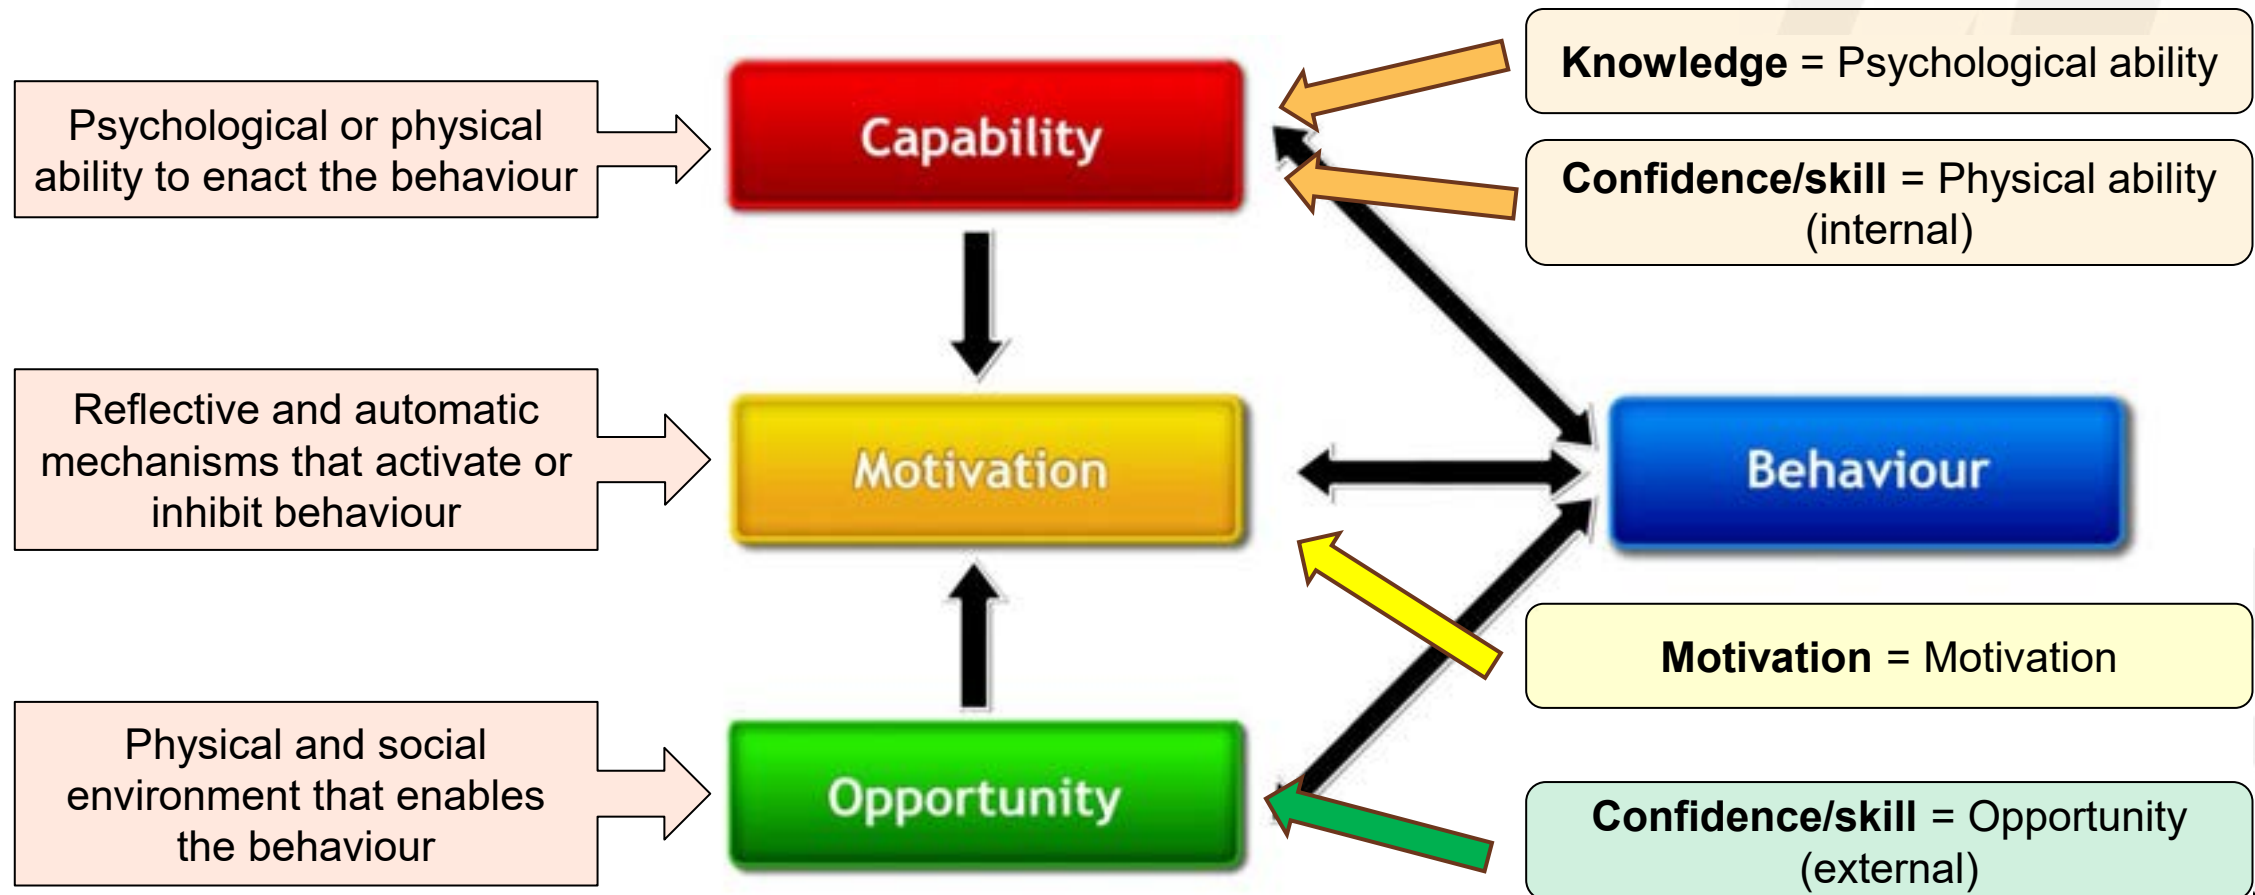 Psychological or physical
ability to enact the behaviour
Capability
Knowledge = Psychological ability
Confidence/skill = Physical ability
(internal)
Reflective and automatic
mechanisms that activate or
inhibit behaviour
Motivation
Behaviour
Motivation = Motivation
Physical and social
environment that enables
the behaviour
Opportunity
Confidence/skill = Opportunity
(external)